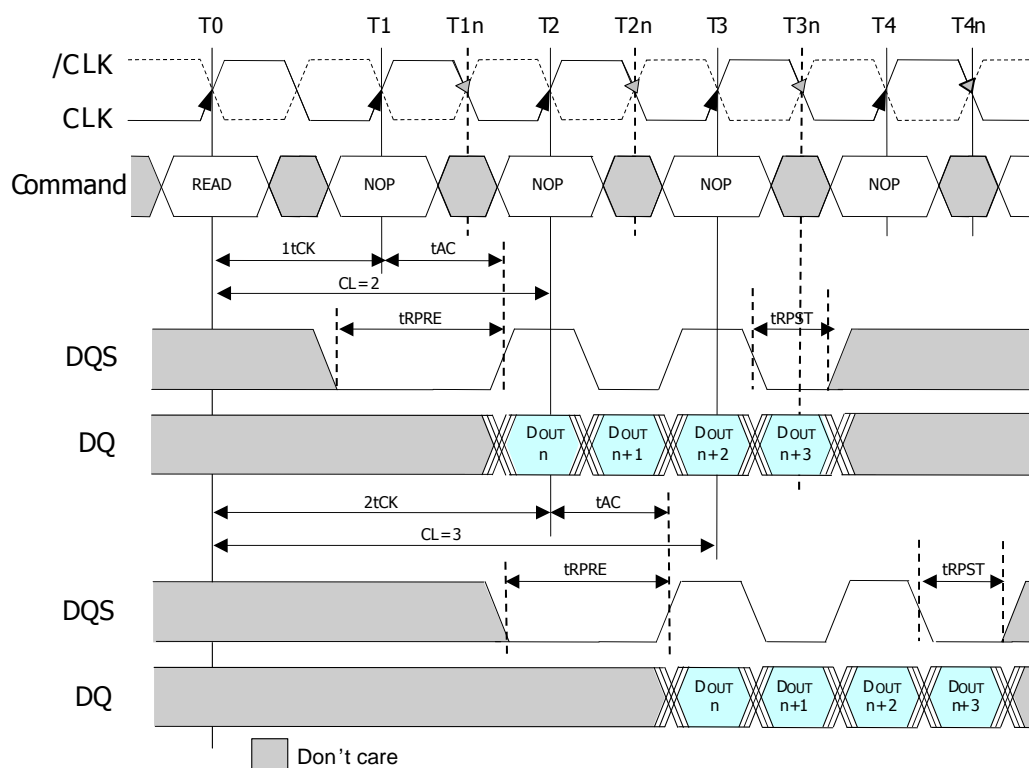 T0 T1 T1n T2 T2n T3 T3n T4 T4n
/CLK
CLK
Command READ NOP NOP NOP NOP
1tCK tAC
CL=2
tRPRE tRPST
DQS
DQ DOUT n DOUT n+1 DOUT n+2 DOUT n+3
2tCK tAC
CL=3
tRPRE tRPST
DQS
DQ DOUT n DOUT n+1 DOUT n+2 DOUT n+3
Don't care